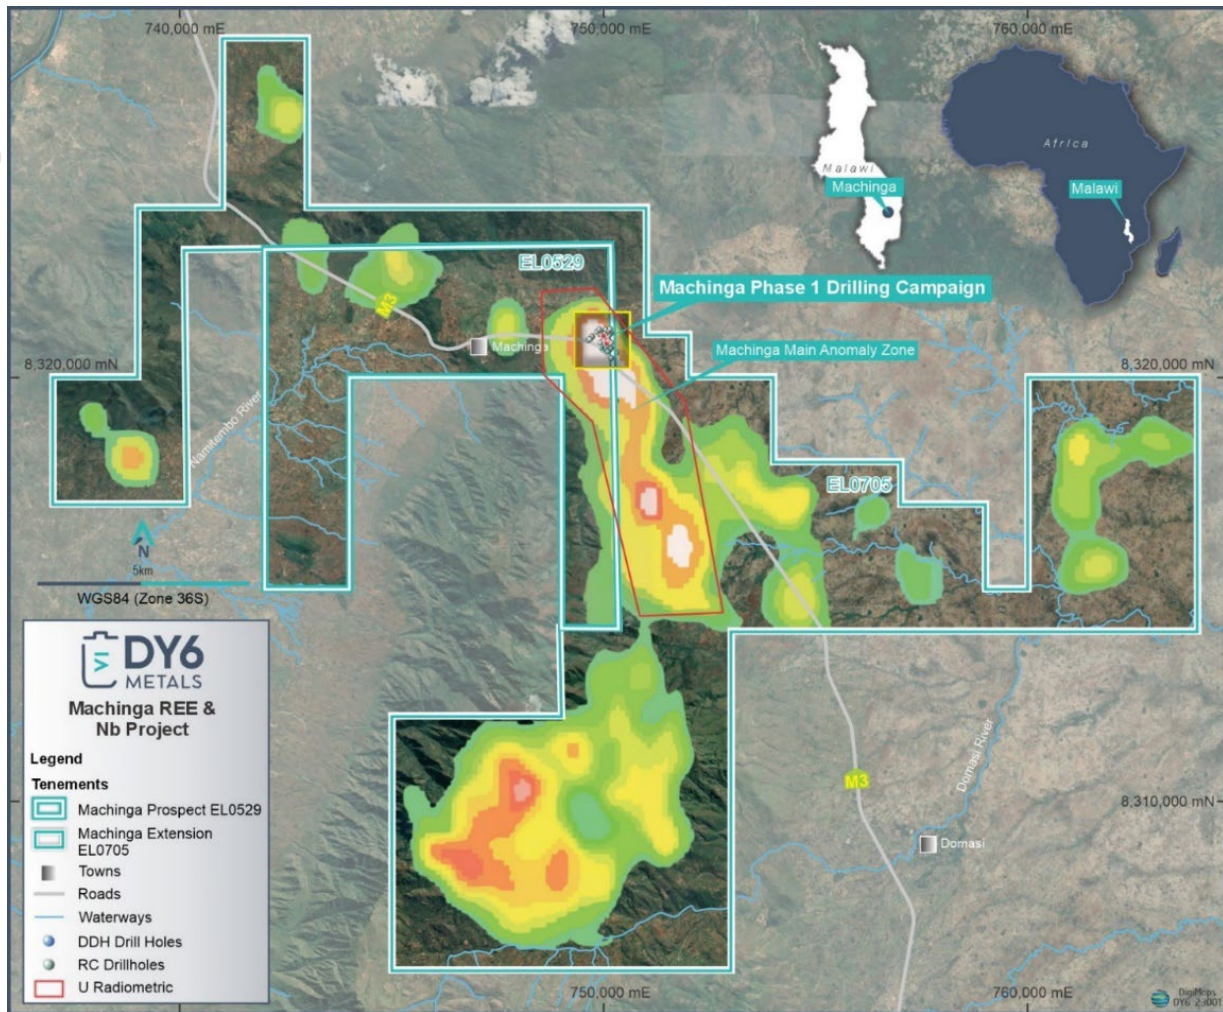 740,000 mE
750,000 mE
760,000 mE
Africa
Malawi
Machinga
Malawi
EL0529
Machinga Phase 1 Drilling Campaign
M3
Machinga
Machinga Main Anomaly Zone
8,320,000 mN
8,320,000 mN
Namitembo River
EL0705
N
5km
WGS84 (Zone 36S)
VI DY6
METALS
Machinga REE &
Nb Project
Legend
Tenements
Machinga Prospect EL0529
Machinga Extension
EL0705
Towns
Roads
Waterways
DDH Drill Holes
RC Drillholes
U Radiometric
Domasi River
M3
8,310,000 mN
Domasi
750,000 mE
760,000 mE
DigiMaps
DY6 23001